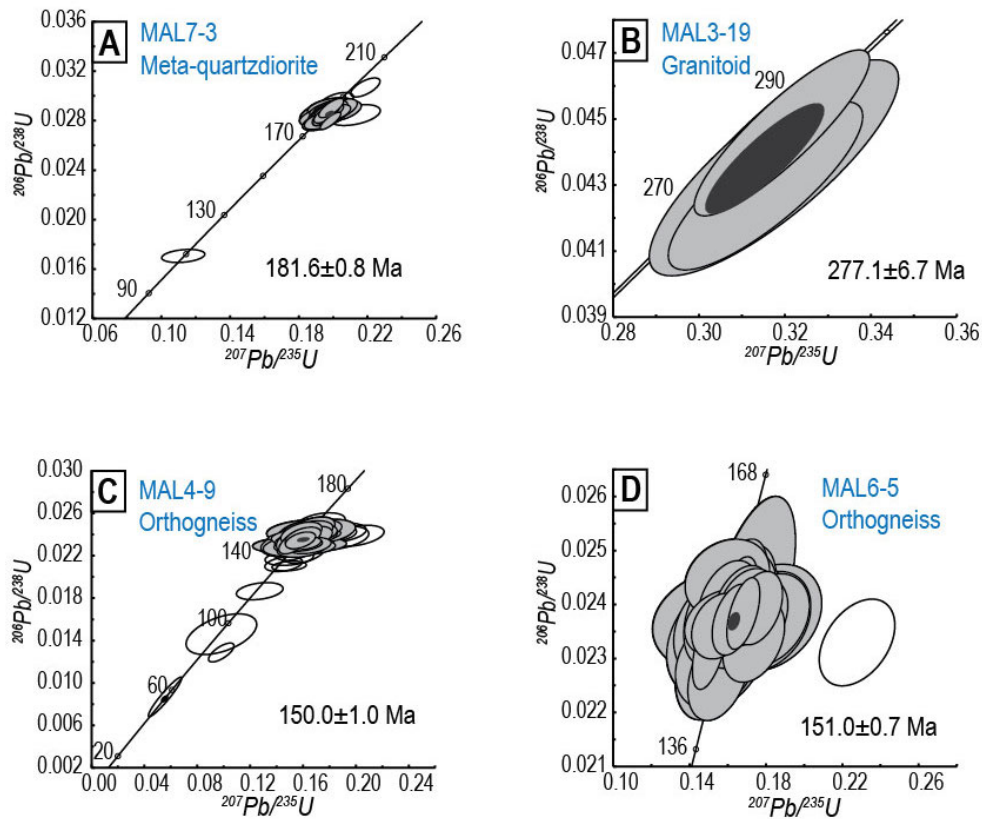 A
MAL7-3
Meta-quartzdiorite
0.036
0.032
0.028
0.024
0.020
0.016
0.012
206Pb/238U
210
170
130
90
181.6±0.8 Ma
0.06
0.10
0.14
0.18
0.22
0.26
207Pb/235U
B
MAL3-19
Granitoid
0.047
0.045
0.043
0.041
0.039
206Pb/238U
290
270
277.1±6.7 Ma
0.28
0.30
0.32
0.34
0.36
207Pb/235U
C
MAL4-9
Orthogneiss
0.030
0.026
0.022
0.018
0.014
0.010
0.006
0.002
206Pb/238U
180
140
100
60
20
150.0±1.0 Ma
0.00
0.04
0.08
0.12
0.16
0.20
0.24
207Pb/235U
D
MAL6-5
Orthogneiss
0.026
0.025
0.024
0.023
0.022
0.021
206Pb/238U
168
136
151.0±0.7 Ma
0.10
0.14
0.18
0.22
0.26
0.28
207Pb/235U